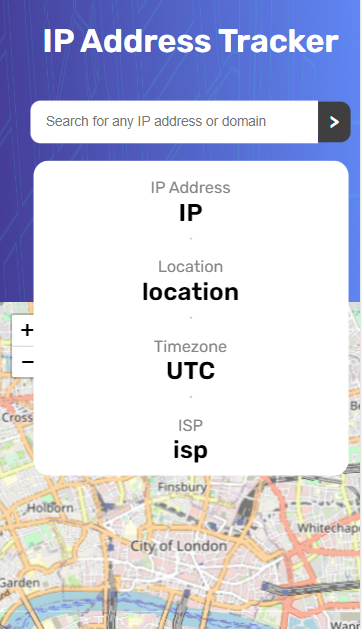 IP Address Tracker
Search for any IP address or domain
>
IP Address
IP
Location
location
Timezone
UTC
ISP
isp
+
−
Cross
Finsbury
Holborn
Whitechap
City of London
Garden
Wapp